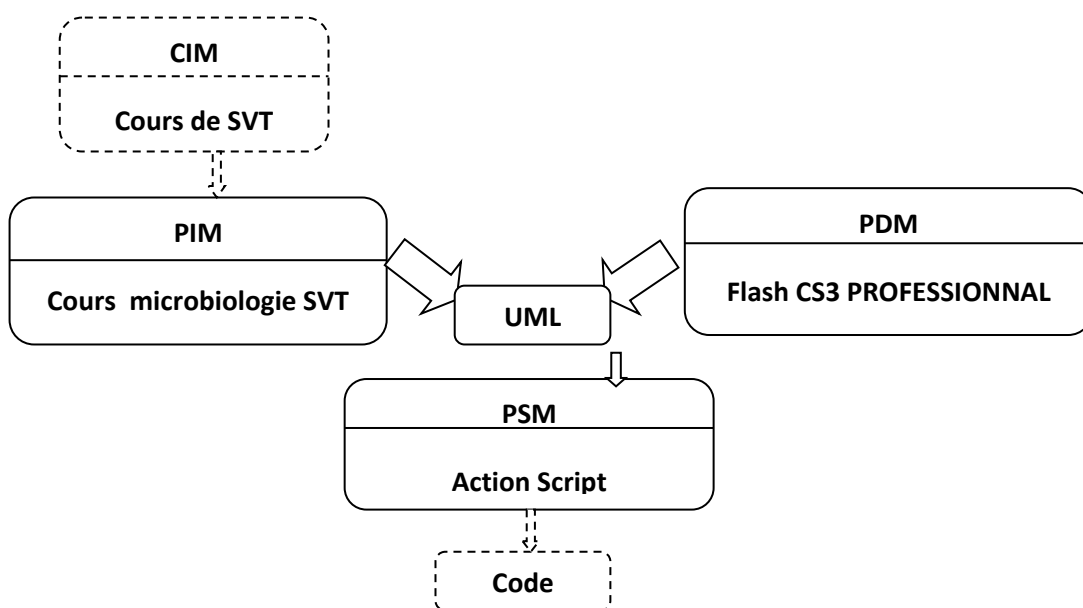 CIM
Cours de SVT
PIM
Cours microbiologie SVT
PDM
Flash CS3 PROFESSIONNAL
UML
PSM
Action Script
Code